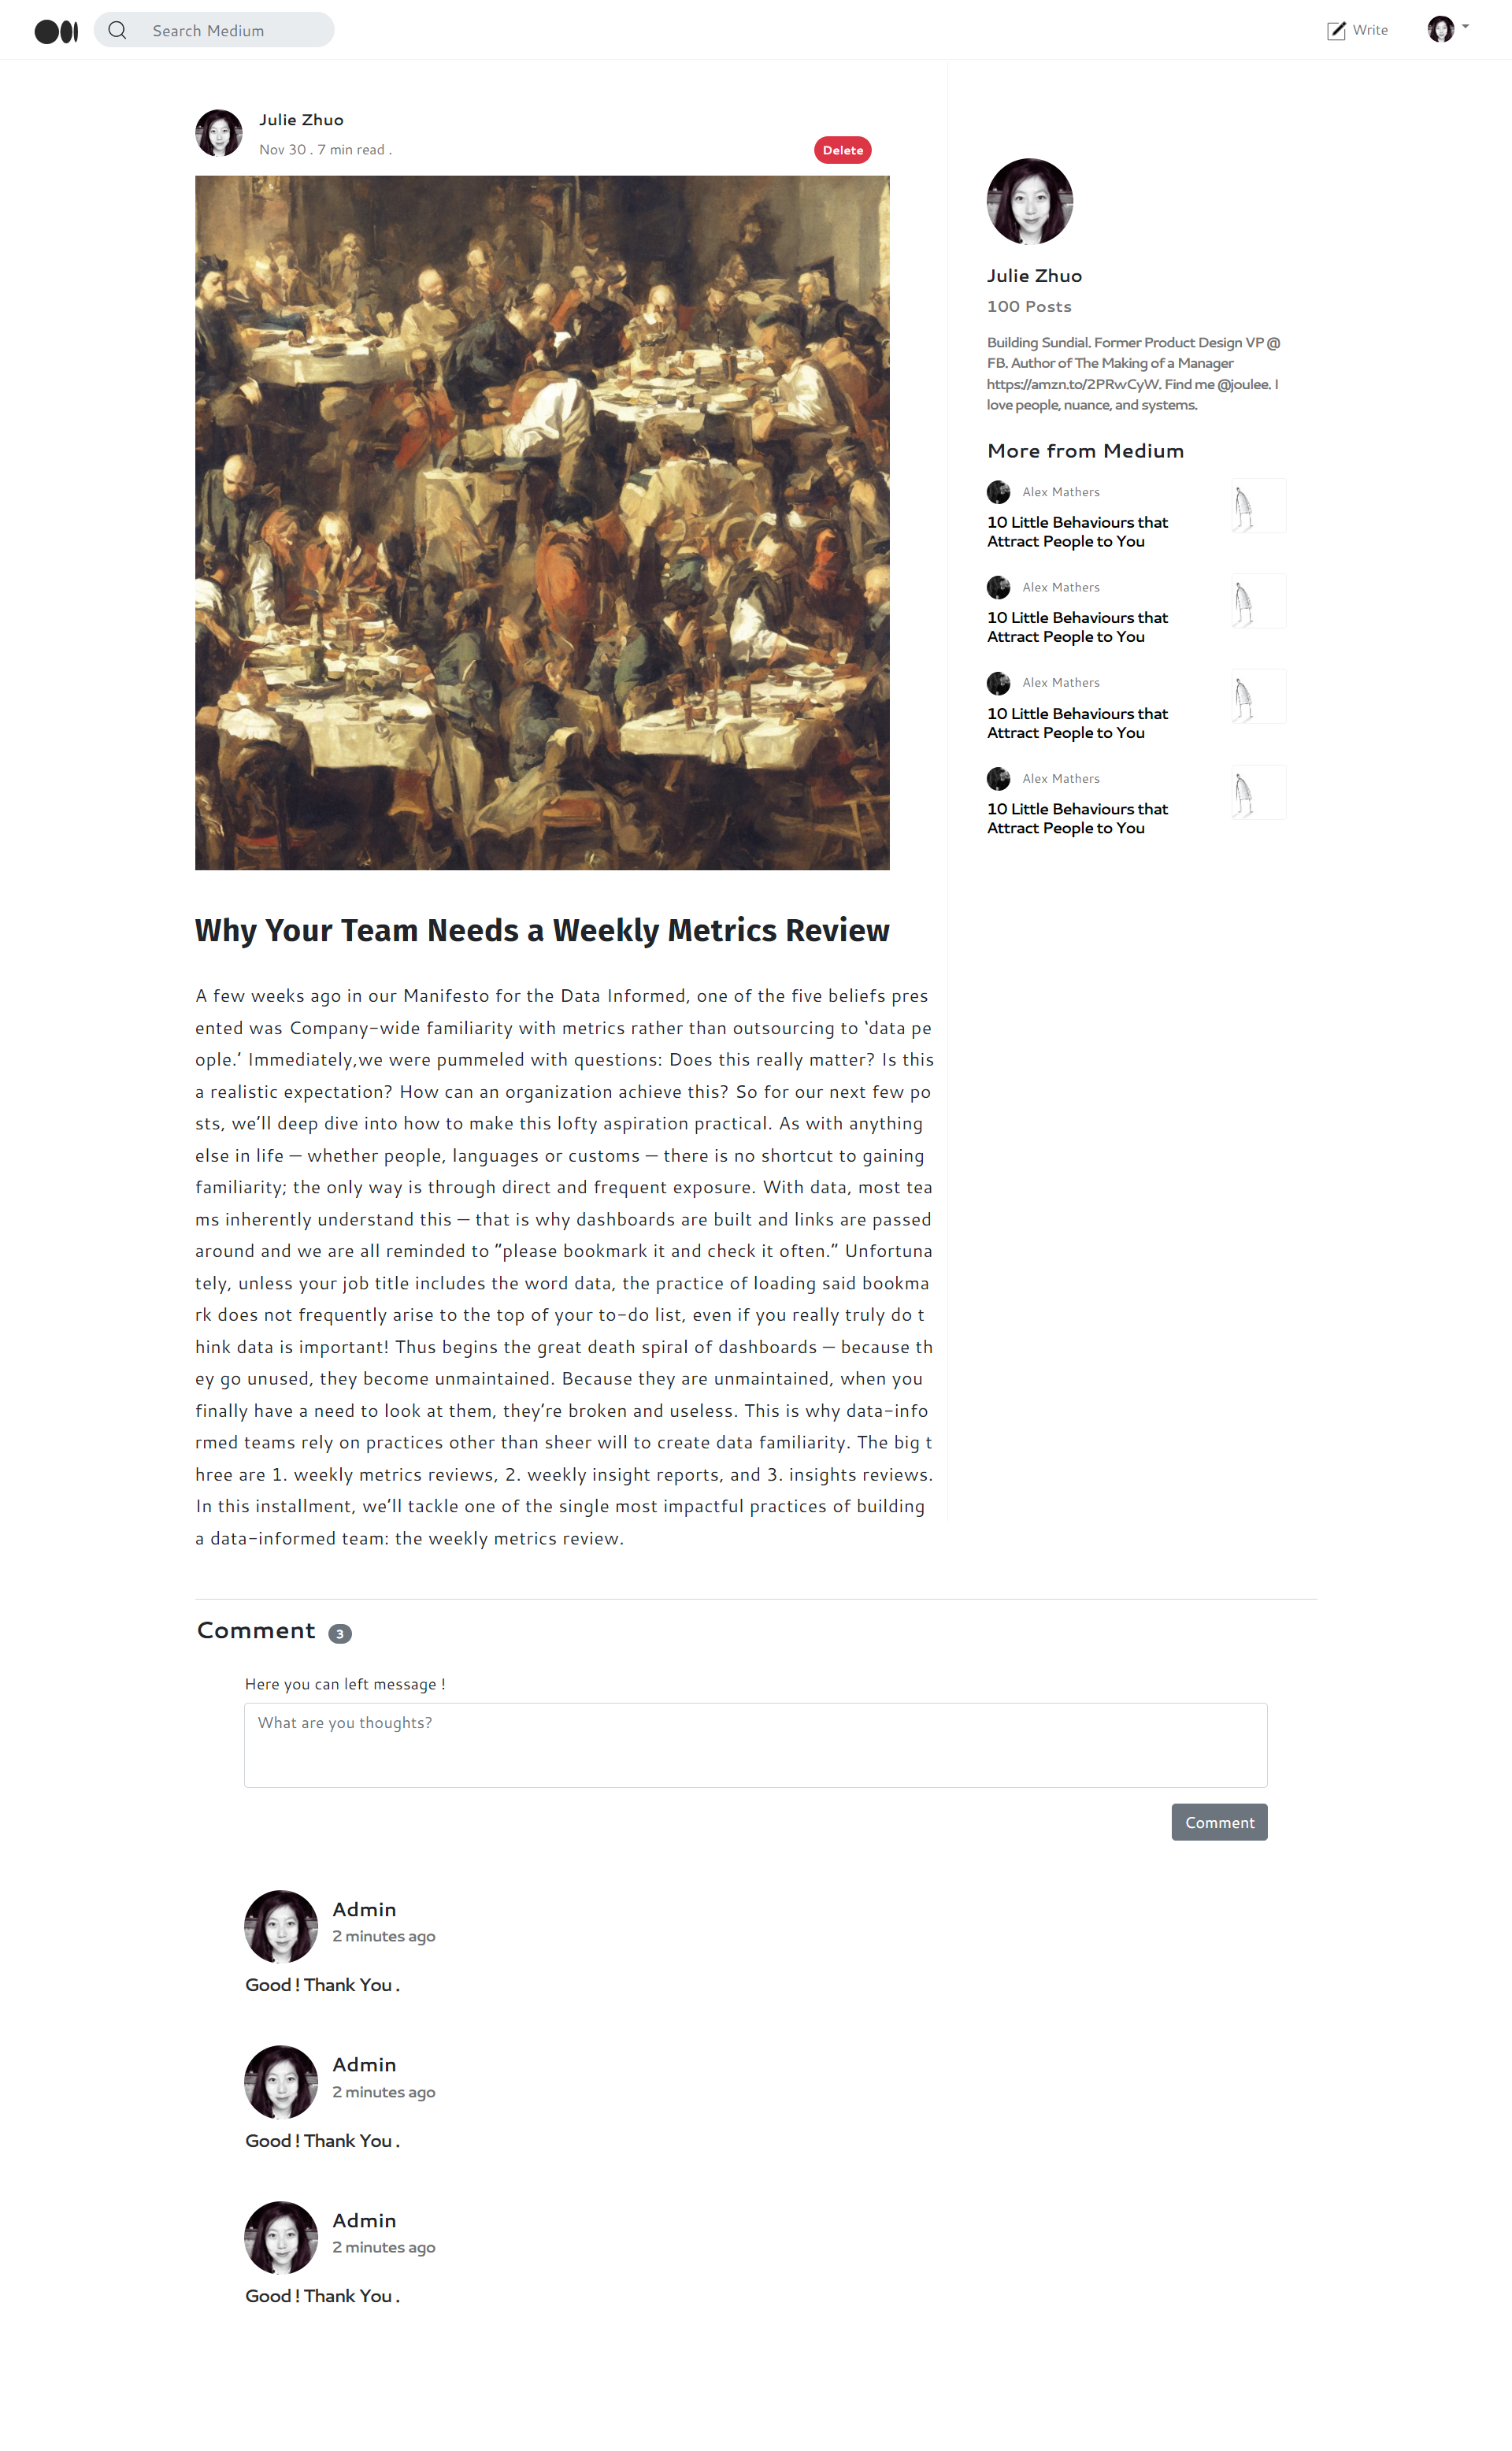 Search Medium
Write
Julie Zhuo
Nov 30 . 7 min read .
Delete
Why Your Team Needs a Weekly Metrics Review
A few weeks ago in our Manifesto for the Data Informed, one of the five beliefs pres
ented was Company-wide familiarity with metrics rather than outsourcing to ‘data pe
ople.’ Immediately,we were pummeled with questions: Does this really matter? Is this
a realistic expectation? How can an organization achieve this? So for our next few po
sts, we’ll deep dive into how to make this lofty aspiration practical. As with anything
else in life — whether people, languages or customs — there is no shortcut to gaining
familiarity; the only way is through direct and frequent exposure. With data, most tea
ms inherently understand this — that is why dashboards are built and links are passed
around and we are all reminded to "please bookmark it and check it often." Unfortuna
tely, unless your job title includes the word data, the practice of loading said bookma
rk does not frequently arise to the top of your to-do list, even if you really truly do t
hink data is important! Thus begins the great death spiral of dashboards — because th
ey go unused, they become unmaintained. Because they are unmaintained, when you
finally have a need to look at them, they’re broken and useless. This is why data-info
rmed teams rely on practices other than sheer will to create data familiarity. The big t
hree are 1. weekly metrics reviews, 2. weekly insight reports, and 3. insights reviews.
In this installment, we’ll tackle one of the single most impactful practices of building
a data-informed team: the weekly metrics review.
Julie Zhuo
100 Posts
Building Sundial. Former Product Design VP @
FB. Author of The Making of a Manager
https://amzn.to/2PRwCyW. Find me @joulee. I
love people, nuance, and systems.
More from Medium
Alex Mathers
10 Little Behaviours that
Attract People to You
Alex Mathers
10 Little Behaviours that
Attract People to You
Alex Mathers
10 Little Behaviours that
Attract People to You
Alex Mathers
10 Little Behaviours that
Attract People to You
Comment 3
Here you can left message !
What are you thoughts?
Comment
Admin
2 minutes ago
Good ! Thank You .
Admin
2 minutes ago
Good ! Thank You .
Admin
2 minutes ago
Good ! Thank You .